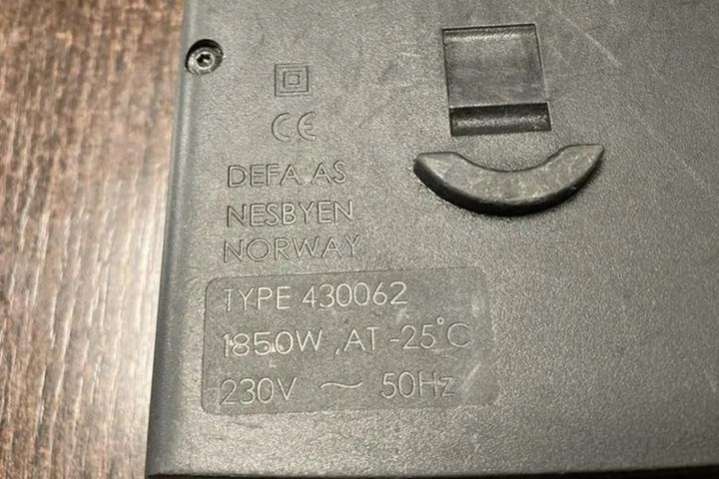 CE
DEFA AS
NESBYEN
NORWAY
TYPE 430062
1850W AT -25°C
230V ~ 50Hz